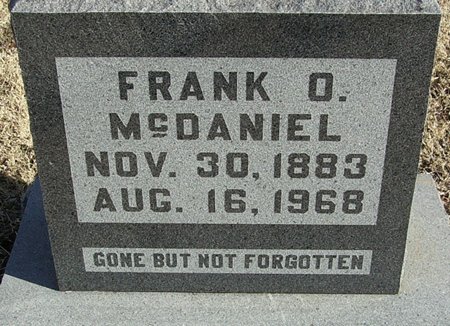 FRANK O.
McDANIEL
NOV. 30, 1883
AUG. 16, 1968
GONE BUT NOT FORGOTTEN